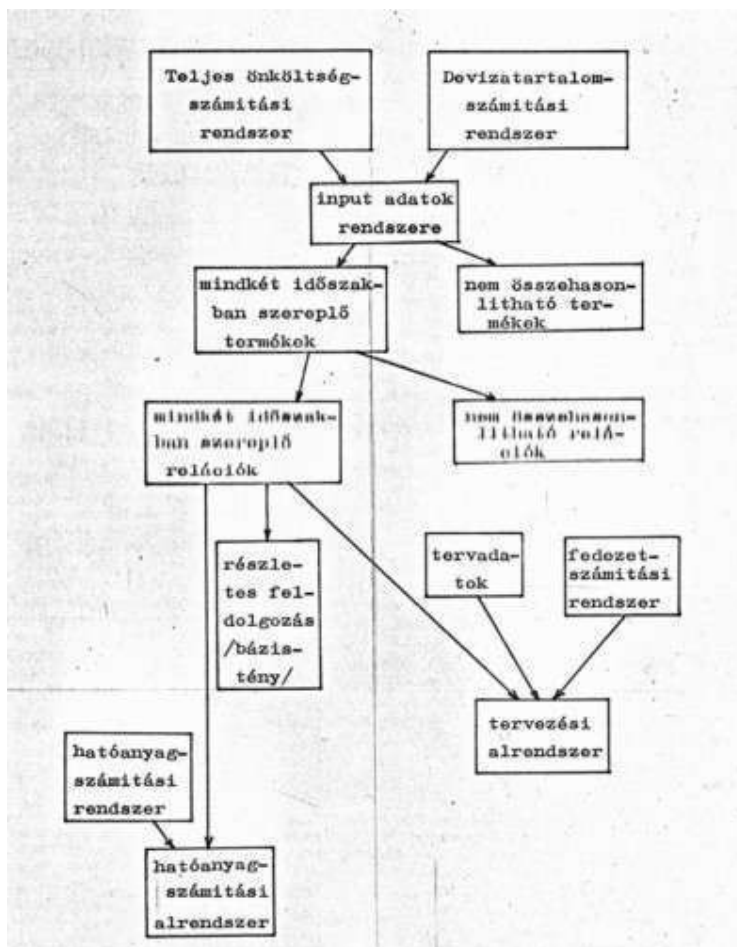 Teljes önköltség-
számitási
rendszer
Devizatartalom-
számitási
rendszer
input adatok
rendszere
mindkét időszak-
ban szereplő
termékek
nem összehason-
litható ter-
mékek
mindkét időszak-
ban szereplő
relációk
nem összehason-
litható relá-
ciók
részle-
tes fel-
dolgozás
/bázis-
tény/
tervada-
tok
fedezet-
számitási
rendszer
tervezési
alrendszer
hatóanyag-
számitási
rendszer
hatóanyag-
számitási
alrendszer